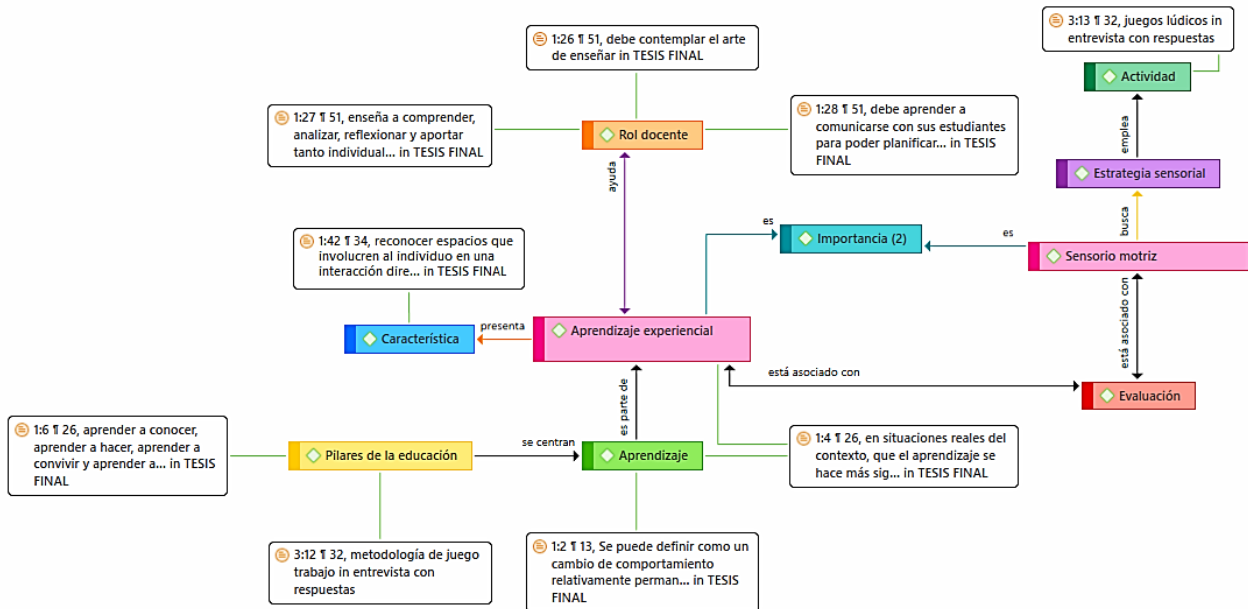 3:13 ¶ 32, juegos lúdicos in
entrevista con respuestas
1:26 ¶ 51, debe contemplar el arte
de enseñar in TESIS FINAL
Actividad
1:27 ¶ 51, enseña a comprender,
analizar, reflexionar y aportar
tanto individual... in TESIS FINAL
Rol docente
1:28 ¶ 51, debe aprender a
comunicarse con sus estudiantes
para poder planificar... in TESIS
FINAL
emplea
Estrategia sensorial
ayuda
busca
1:42 ¶ 34, reconocer espacios que
involucren al individuo en una
interacción dire... in TESIS FINAL
es
Importancia (2)
es
Sensorio motriz
Característica
presenta
Aprendizaje experiencial
está asociado con
está asociado con
Evaluación
es parte de
1:6 ¶ 26, aprender a conocer,
aprender a hacer, aprender a
convivir y aprender a... in TESIS
FINAL
Pilares de la educación
se centran
Aprendizaje
1:4 ¶ 26, en situaciones reales del
contexto, que el aprendizaje se
hace más sig... in TESIS FINAL
3:12 ¶ 32, metodología de juego
trabajo in entrevista con
respuestas
1:2 ¶ 13, Se puede definir como un
cambio de comportamiento
relativamente perman... in TESIS
FINAL